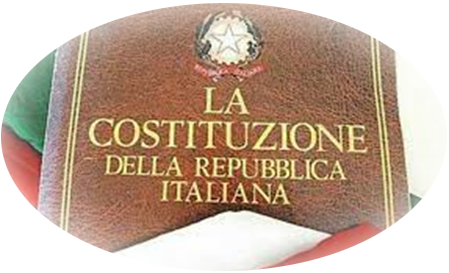 LA
COSTITUZIONE
DELLA REPUBBLICA
ITALIANA